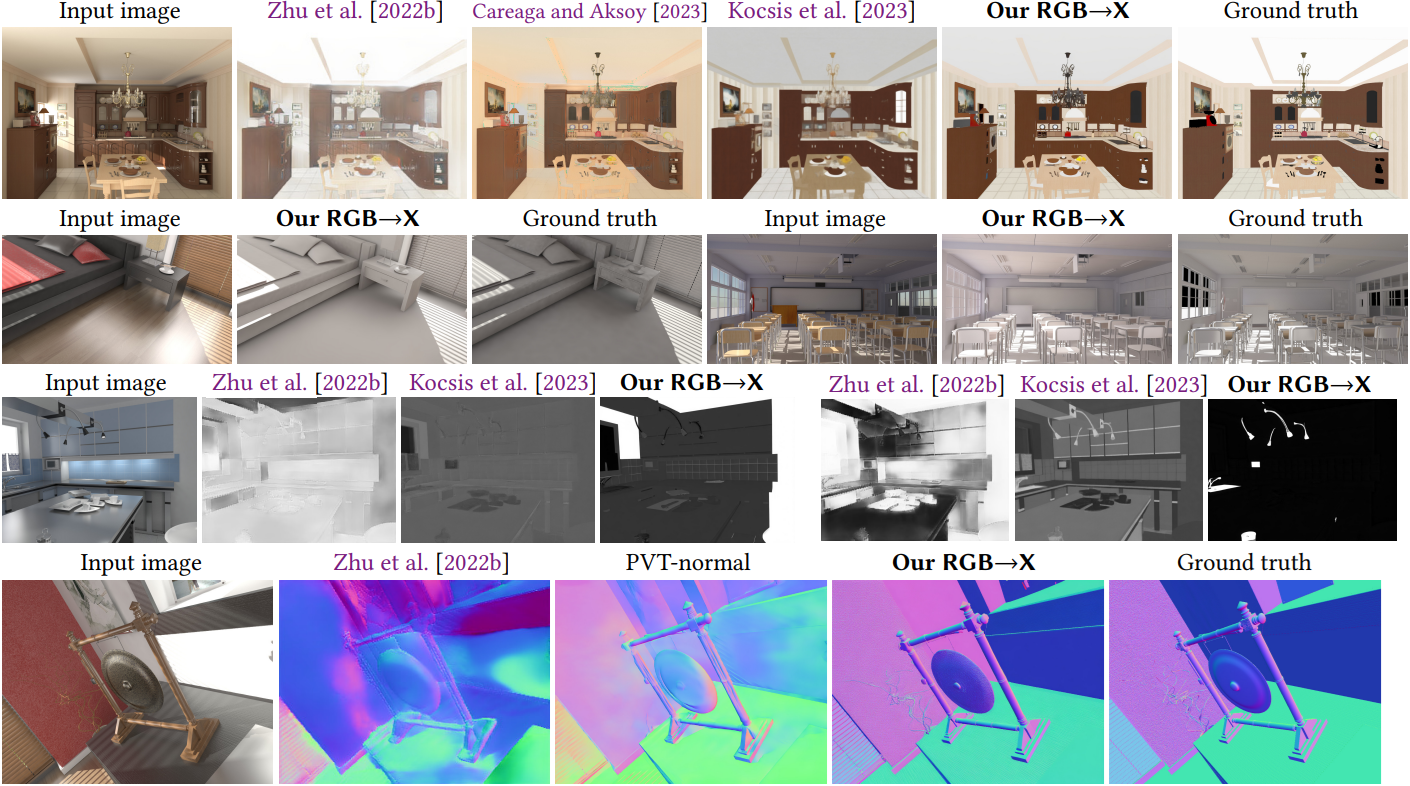 Input image
Zhu et al. [2022b]
Careaga and Aksoy [2023]
Kocsis et al. [2023]
Our RGB→X
Ground truth
Input image
Our RGB→X
Ground truth
Input image
Our RGB→X
Ground truth
Input image
Zhu et al. [2022b]
Kocsis et al. [2023]
Our RGB→X
Zhu et al. [2022b]
Kocsis et al. [2023]
Our RGB→X
Input image
Zhu et al. [2022b]
PVT-normal
Our RGB→X
Ground truth